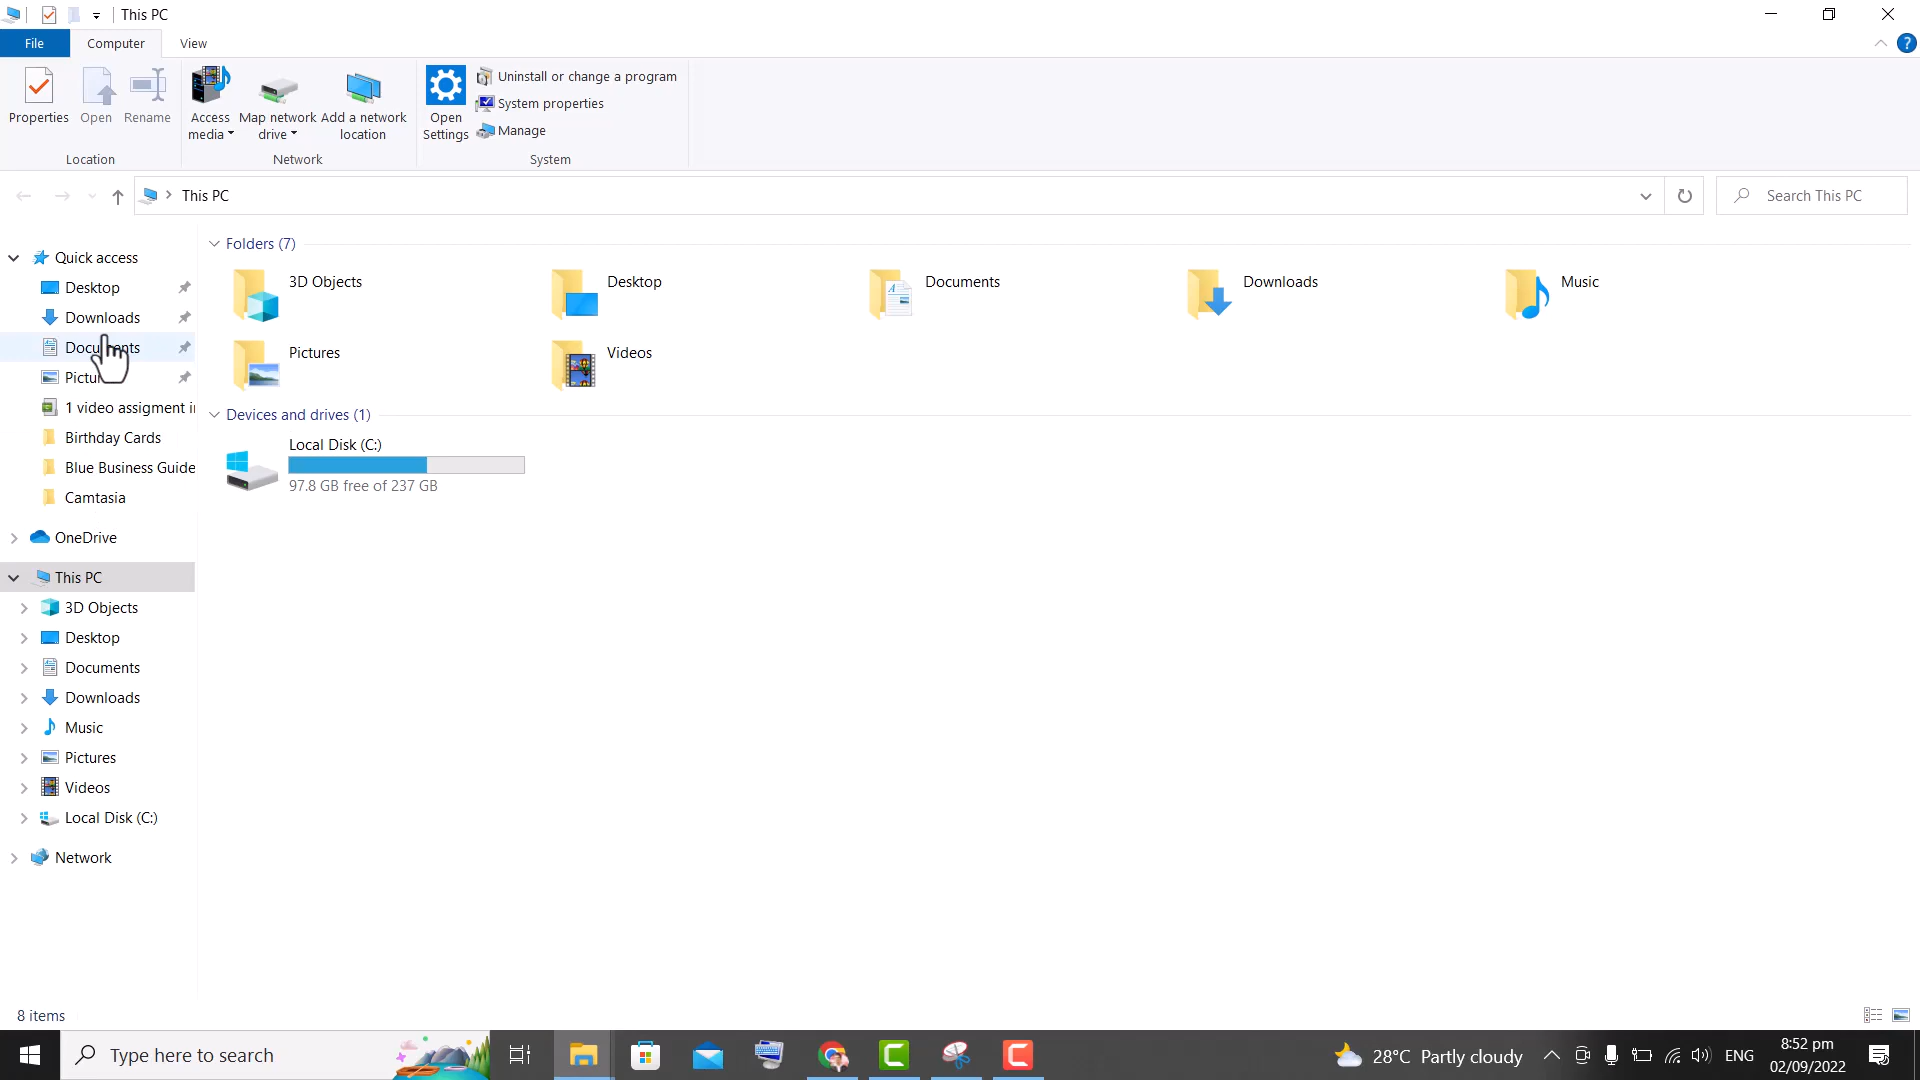 This PC
File Computer View
Properties Open Rename Access media Map network drive Add a network location Open Settings Uninstall or change a program
System properties
Manage
Location Network System
This PC Search This PC
Quick access
Desktop
Downloads
Documents
Pictu
1 video assigment i
Birthday Cards
Blue Business Guide
Camtasia
OneDrive
This PC
3D Objects
Desktop
Documents
Downloads
Music
Pictures
Videos
Local Disk (C:)
Network
Folders (7)
3D Objects Desktop Documents Downloads Music
Pictures Videos
Devices and drives (1)
Local Disk (C:)
97.8 GB free of 237 GB
8 items
Type here to search 28°C Partly cloudy ENG 8:52 pm
02/09/2022